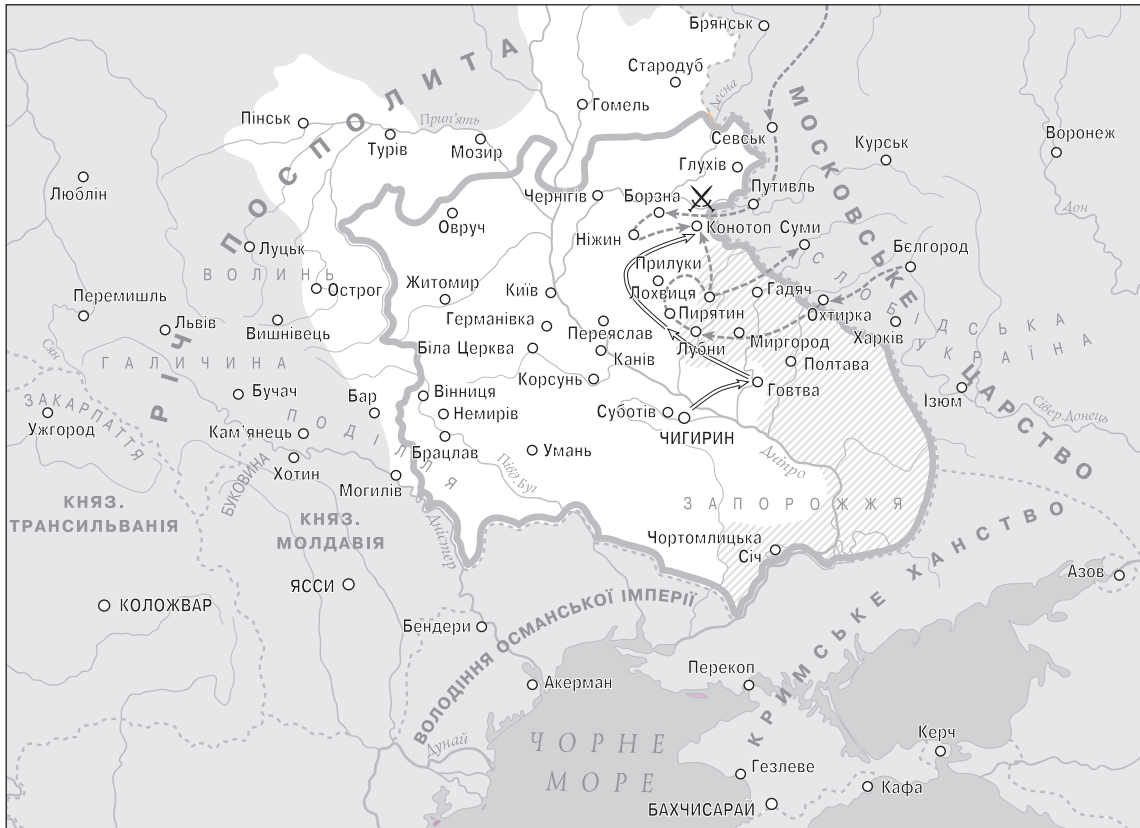 Брянськ
Стародуб
Гомель
Десна
РІЧ ПОСПОЛИТА
МОСКОВСЬКЕ ЦАРСТВО
Пінськ
Прип'ять
Турів
Мозир
Севськ
Глухів
Курськ
Воронеж
Люблін
Чернігів
Борзна
Путивль
Дон
Овруч
Ніжин
Конотоп
Суми
Луцьк
Бєлгород
ВОЛИНЬ
Острог
Житомир
Київ
Прилуки
Лохвиця
Гадяч
СЛОБІДСЬКА УКРАЇНА
Перемишль
Львів
Вишнівець
Германівка
Переяслав
Пирятин
Охтирка
Харків
Сян
Біла Церква
Канів
Лубни
Миргород
Полтава
ГАЛИЧИНА
Корсунь
Говтва
Бучач
Бар
Вінниця
Ізюм
ЗАКАРПАТТЯ
Ужгород
ПОДІЛЛЯ
Немирів
Суботів
ЧИГИРИН
Сівер.Донець
Кам'янець
Брацлав
Умань
Дніпро
Хотин
БУКОВИНА
Могилів
Півд.Буг
КНЯЗ.
ТРАНСИЛЬВАНІЯ
КНЯЗ.
МОЛДАВІЯ
Дністер
ЗАПОРОЖЖЯ
Чортомлицька
Січ
КРИМСЬКЕ ХАНСТВО
Азов
ЯССИ
КОЛОЖВАР
Бендери
ВОЛОДІННЯ ОСМАНСЬКОЇ ІМПЕРІЇ
Перекоп
Акерман
Дунай
ЧОРНЕ
МОРЕ
Керч
Гезлеве
Кафа
БАХЧИСАРАЙ